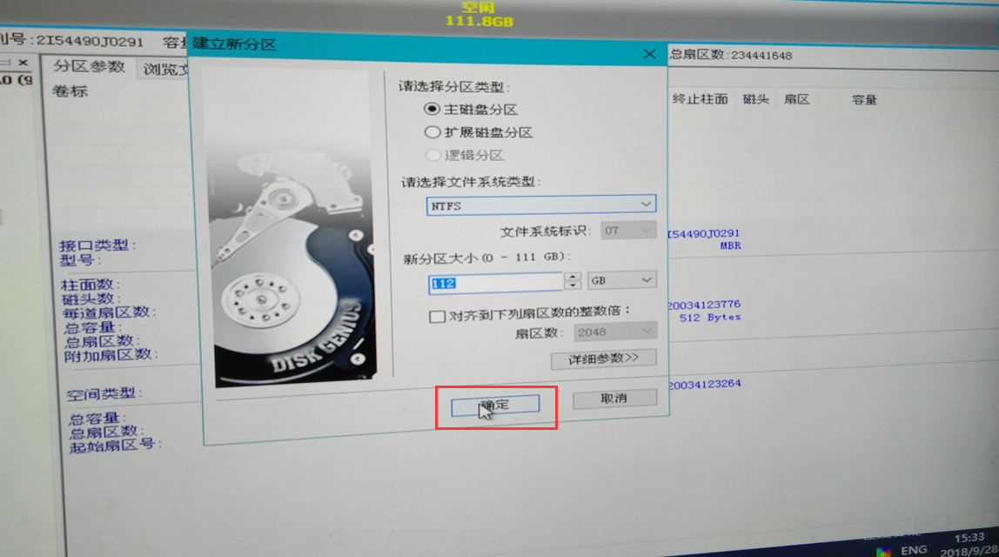 空闲
111.8GB
列号:2I54490J0291
建立新分区
总扇区数:234441648
分区参数
浏览文
卷标
终止柱面 磁头 扇区 容量
请选择分区类型:
主磁盘分区
扩展磁盘分区
逻辑分区
请选择文件系统类型:
NTFS
文件系统标识: 07
新分区大小(0 - 111 GB):
112 GB
对齐到下列扇区数的整数倍:
扇区数: 2048
详细参数>>
确定 取消
DISK GENIUS
接口类型:
型号:
I54490J0291
MBR
柱面数:
磁头数:
每道扇区数:
总容量:
总扇区数:
附加扇区数:
20034123776
512 Bytes
空间类型:
总容量:
总扇区数:
起始扇区号:
20034123264
ENG
15:33
2018/9/28